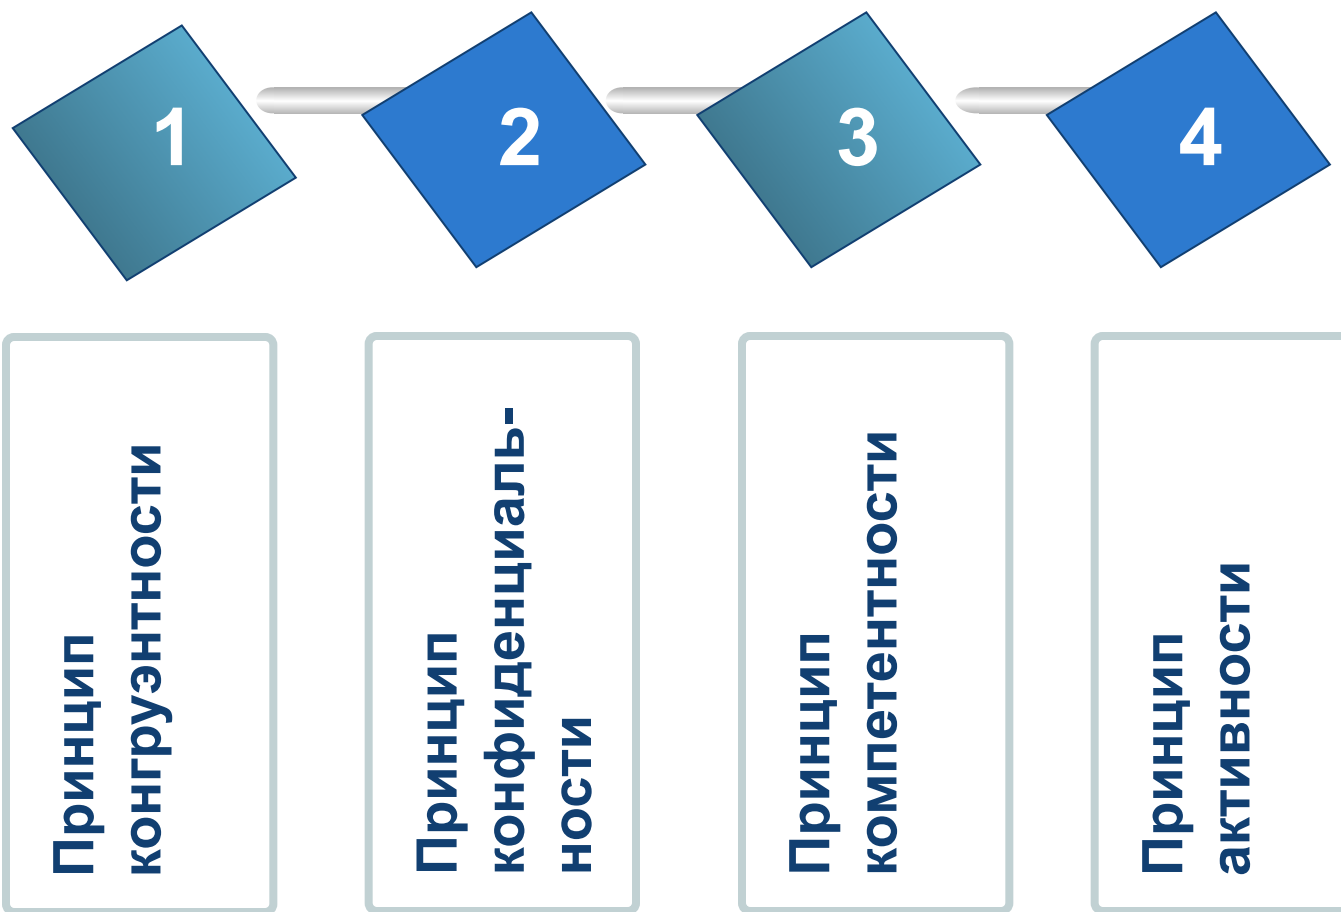 1
2
3
4
Принцип
конгруэнтности
Принцип
конфиденциаль-
ности
Принцип
компетентности
Принцип
активности